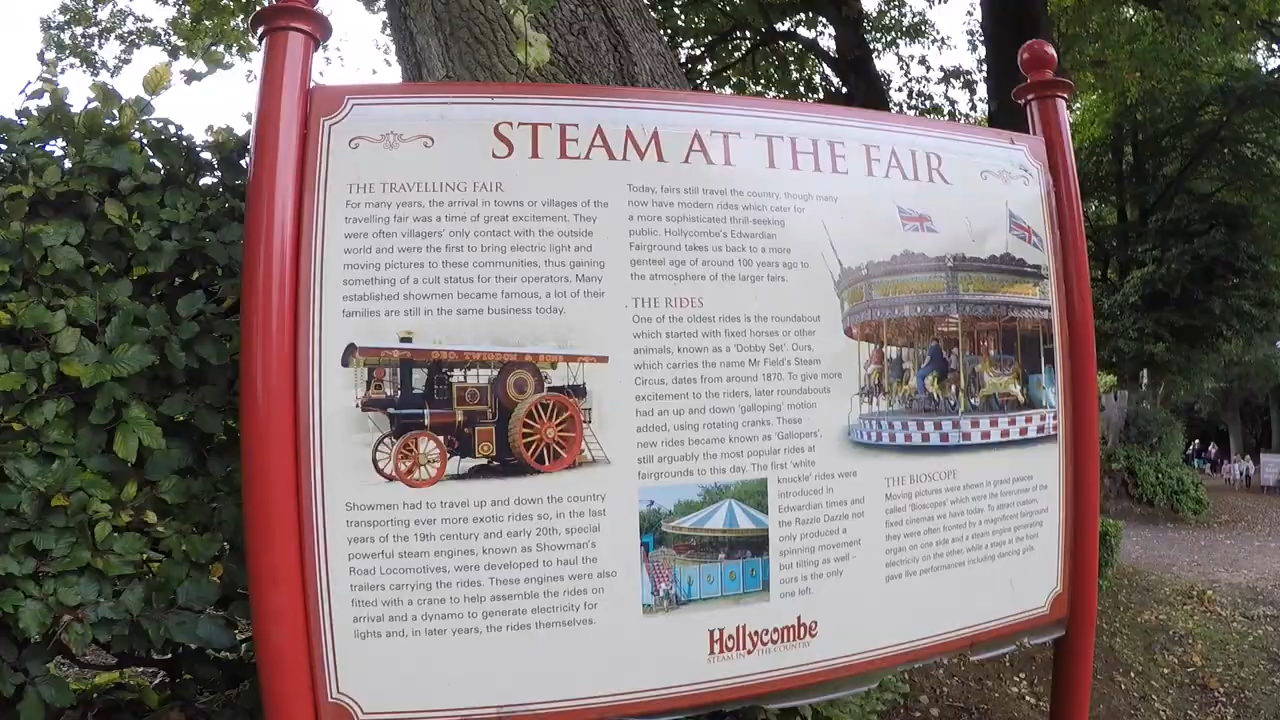 STEAM AT THE FAIR
THE TRAVELLING FAIR
For many years, the arrival in towns or villages of the
travelling fair was a time of great excitement. They
were often villagers' only contact with the outside
world and were the first to bring electric light and
moving pictures to these communities, thus gaining
something of a cult status for their operators. Many
established showmen became famous, a lot of their
families are still in the same business today.
GEO. TWIGDON & SONS
Showmen had to travel up and down the country
transporting ever more exotic rides so, in the last
years of the 19th century and early 20th, special
powerful steam engines, known as Showman's
Road Locomotives, were developed to haul the
trailers carrying the rides. These engines were also
fitted with a crane to help assemble the rides on
arrival and a dynamo to generate electricity for
lights and, in later years, the rides themselves.
Today, fairs still travel the country, though many
now have modern rides which cater for
a more sophisticated thrill-seeking
public. Hollycombe's Edwardian
Fairground takes us back to a more
genteel age of around 100 years ago to
the atmosphere of the larger fairs.
THE RIDES
One of the oldest rides is the roundabout
which started with fixed horses or other
animals, known as a 'Dobby Set'. Ours,
which carries the name Mr Field's Steam
Circus, dates from around 1870. To give more
excitement to the riders, later roundabouts
had an up and down 'galloping' motion
added, using rotating cranks. These
new rides became known as 'Gallopers',
still arguably the most popular rides at
fairgrounds to this day. The first 'white
knuckle' rides were
introduced in
Edwardian times and
the Razzle Dazzle not
only produced a
spinning movement
but tilting as well –
ours is the only
one left.
THE BIOSCOPE
Moving pictures were shown in grand palaces
called 'Bioscopes' which were the forerunner of the
fixed cinemas we have today. To attract custom,
they were often fronted by a magnificent fairground
organ on one side and a steam engine generating
electricity on the other, while a stage at the front
gave live performances including dancing girls.
Hollycombe
STEAM IN THE COUNTRY